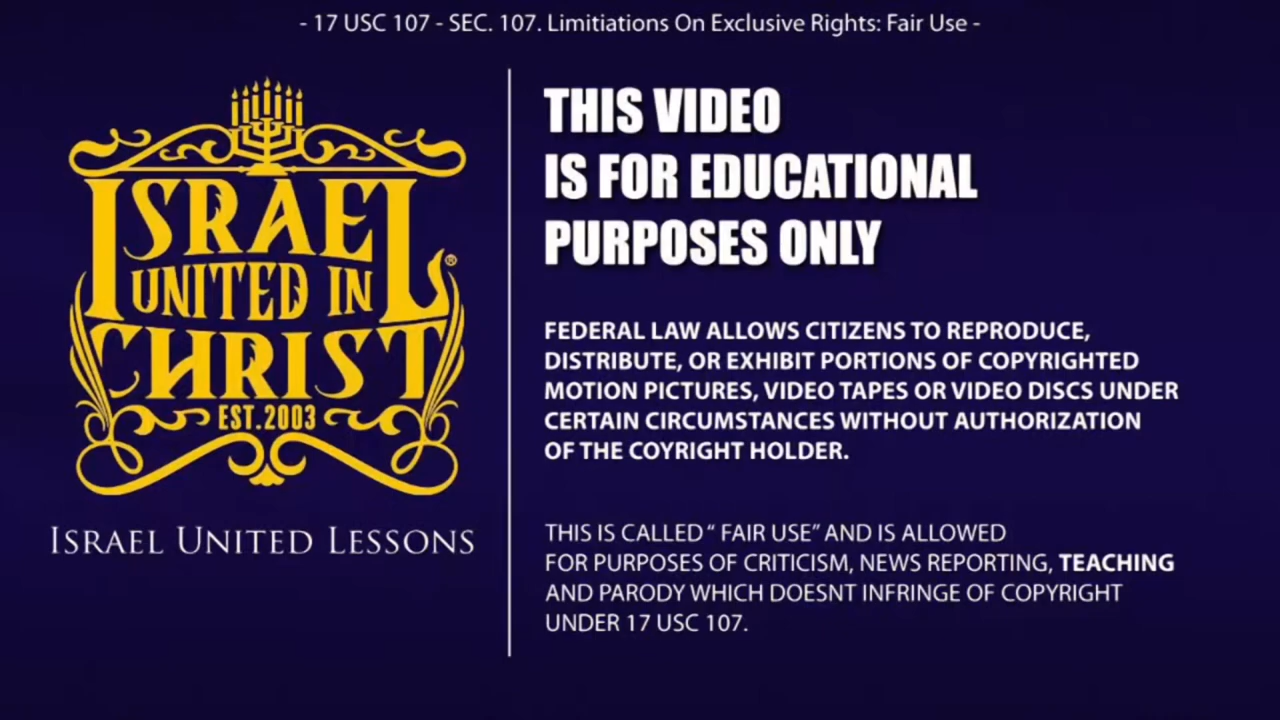 - 17 USC 107 - SEC. 107. Limitiations On Exclusive Rights: Fair Use -
ISRAEL
UNITED IN
CHRIST
EST.2003
®
ISRAEL UNITED LESSONS
THIS VIDEO
IS FOR EDUCATIONAL
PURPOSES ONLY
FEDERAL LAW ALLOWS CITIZENS TO REPRODUCE,
DISTRIBUTE, OR EXHIBIT PORTIONS OF COPYRIGHTED
MOTION PICTURES, VIDEO TAPES OR VIDEO DISCS UNDER
CERTAIN CIRCUMSTANCES WITHOUT AUTHORIZATION
OF THE COYRIGHT HOLDER.
THIS IS CALLED “ FAIR USE” AND IS ALLOWED
FOR PURPOSES OF CRITICISM, NEWS REPORTING, TEACHING
AND PARODY WHICH DOESNT INFRINGE OF COPYRIGHT
UNDER 17 USC 107.